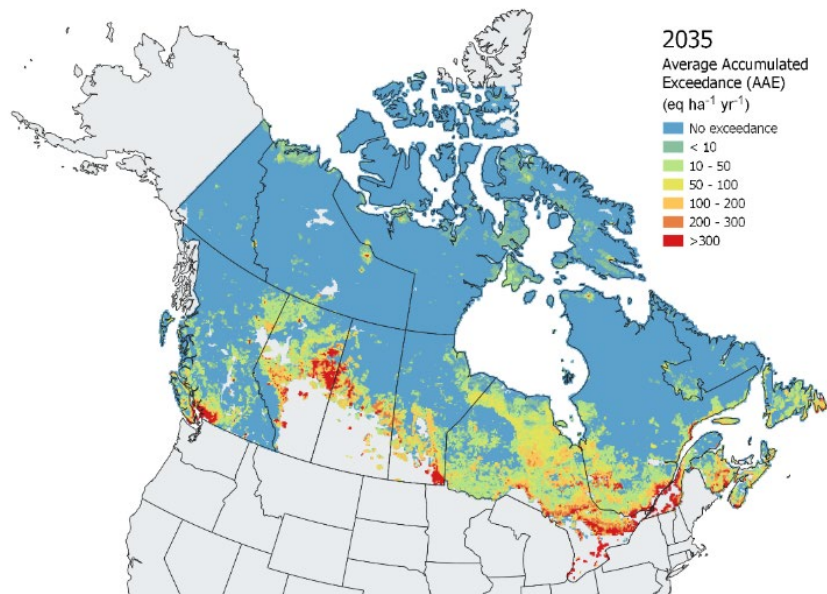 2035
Average Accumulated
Exceedance (AAE)
(eq ha⁻¹ yr⁻¹)
No exceedance
< 10
10 - 50
50 - 100
100 - 200
200 - 300
>300